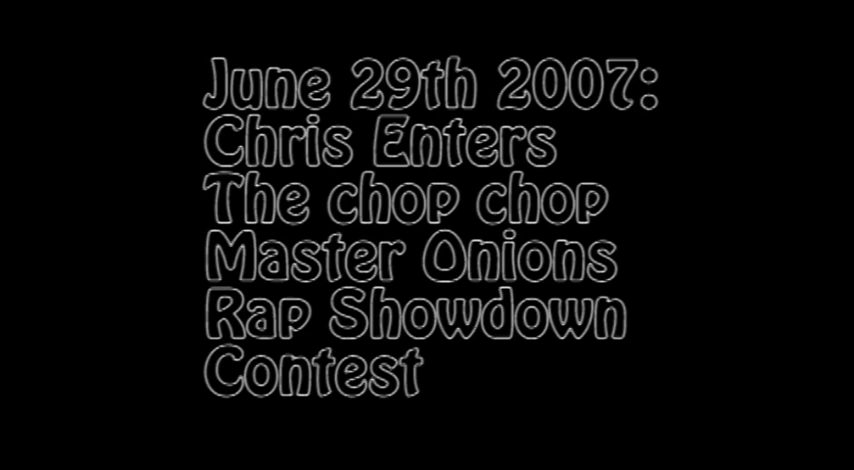 June 29th 2007:
Chris Enters
The chop chop
Master Onions
Rap Showdown
Contest